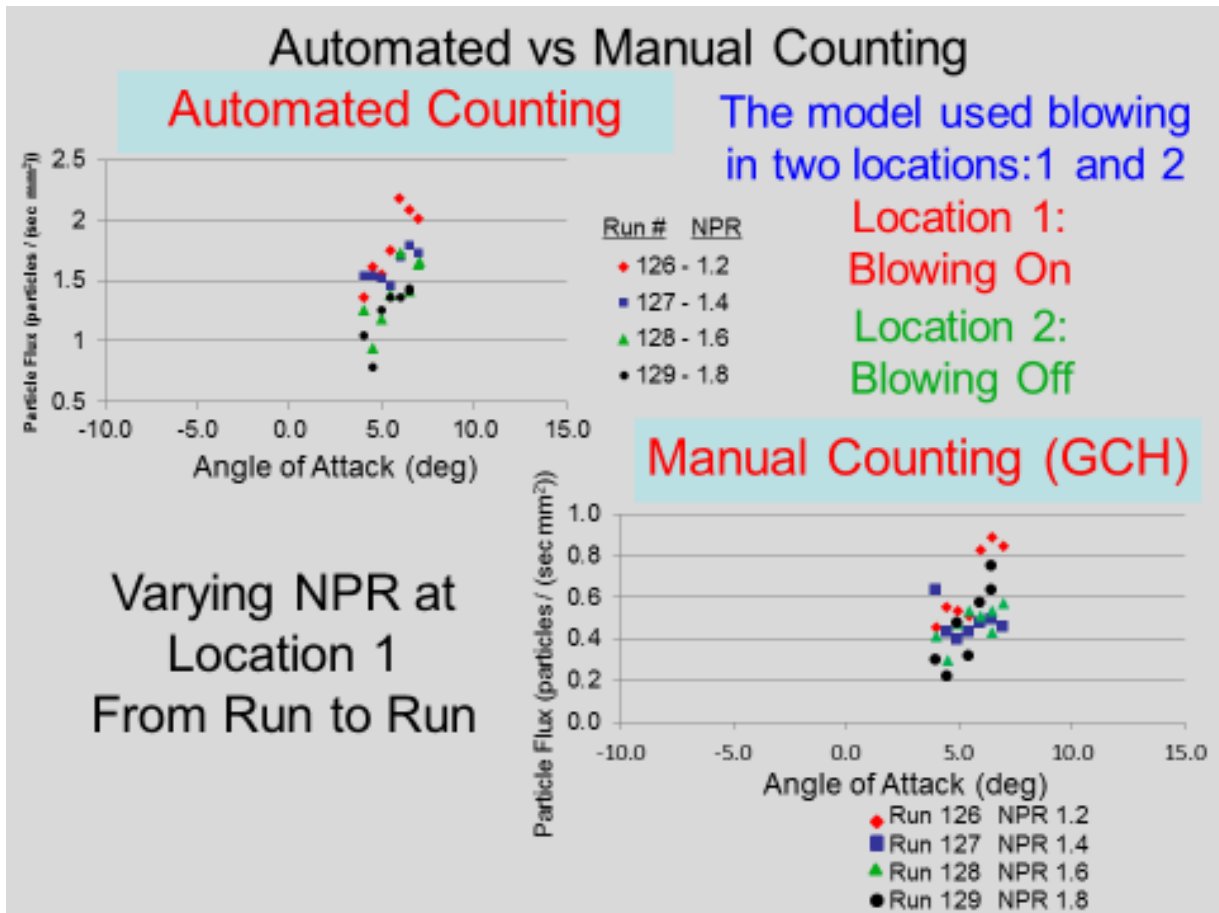 Automated vs Manual Counting
Automated Counting
Particle Flux (particles / (sec mm²))
2.5
2
1.5
1
0.5
-10.0 -5.0 0.0 5.0 10.0 15.0
Angle of Attack (deg)
Run # NPR
126 - 1.2
127 - 1.4
128 - 1.6
129 - 1.8
The model used blowing
in two locations:1 and 2
Location 1:
Blowing On
Location 2:
Blowing Off
Varying NPR at
Location 1
From Run to Run
Manual Counting (GCH)
Particle Flux (particles / (sec mm²))
1.0
0.8
0.6
0.4
0.2
0.0
-10.0 -5.0 0.0 5.0 10.0 15.0
Angle of Attack (deg)
Run 126 NPR 1.2
Run 127 NPR 1.4
Run 128 NPR 1.6
Run 129 NPR 1.8